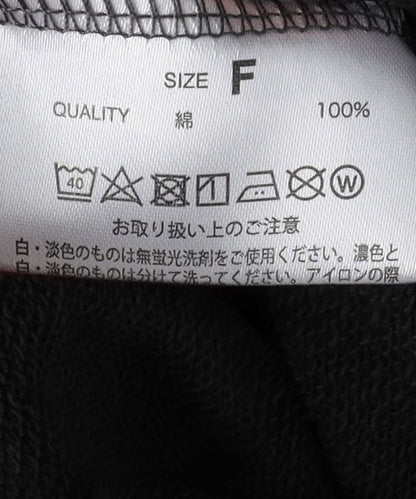 SIZE F
QUALITY 綿 100%
40 W
お取り扱い上のご注意
白・淡色のものは無蛍光洗剤をご使用ください。濃色と
白・淡色のものは分けて洗ってください。アイロンの際